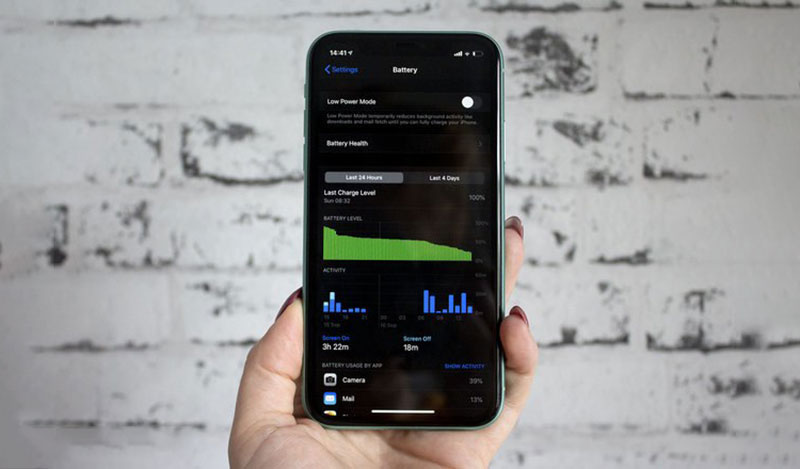 14:41
Settings
Battery
Low Power Mode
Low Power Mode temporarily reduces background activity like
downloads and mail fetch until you can fully charge your iPhone.
Battery Health
Last 24 Hours Last 4 Days
Last Charge Level
Sun 08:32 100%
BATTERY LEVEL
100%
50%
0%
ACTIVITY
Screen On Screen Off
3h 22m 18m
BATTERY USAGE BY APP SHOW ACTIVITY
Camera 39%
Mail 13%